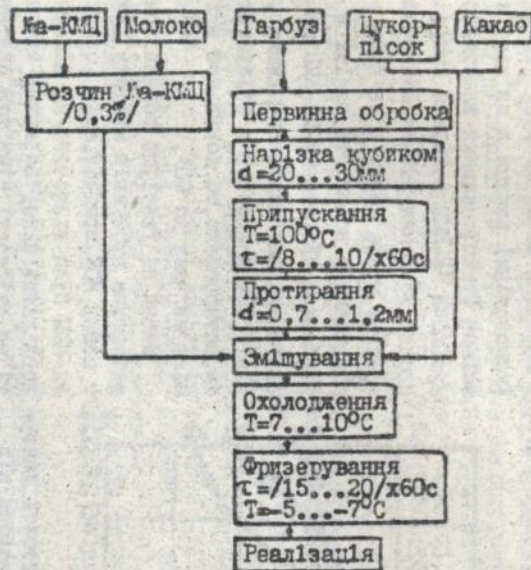 Na-КМЦ
Молоко
Гарбуз
Цукор-
пісок
Какао
Розчин Na-КМЦ
/0,3%/
Первинна обробка
Нарізка кубиком
d=20...30мм
Припускання
T=100°C
τ=/8...10/x60c
Протирання
d=0,7...1,2мм
Змішування
Охолодження
T=7...10°C
Фризерування
τ=/15...20/x60c
T=-5...-7°C
Реалізація